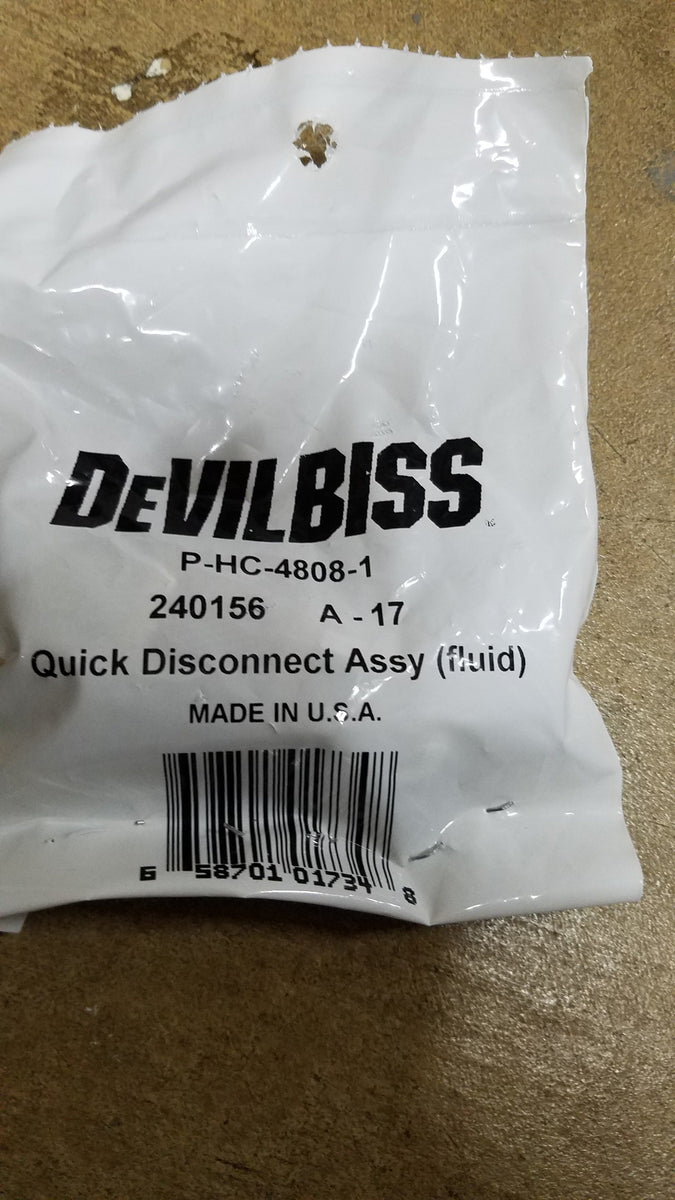 DEVILBISS
P-HC-4808-1
240156 A-17
Quick Disconnect Assy (fluid)
MADE IN U.S.A.
6 58701 01734 8